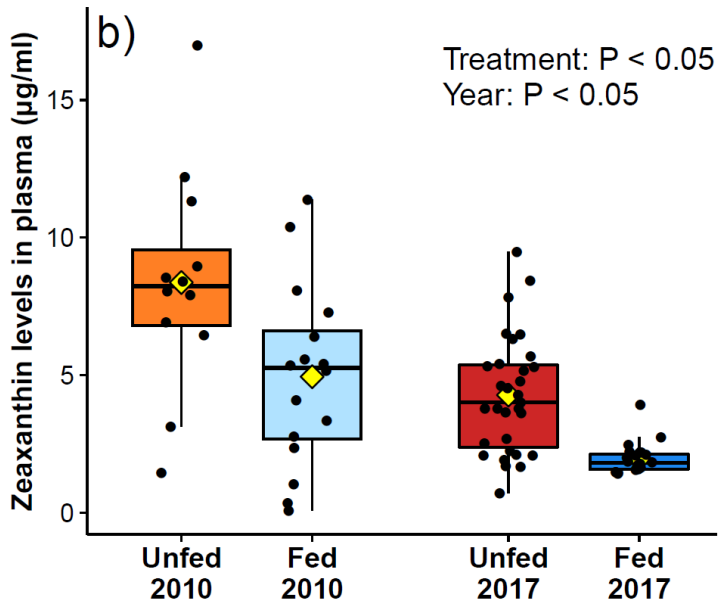 b)
Treatment: P < 0.05
Year: P < 0.05
Zeaxanthin levels in plasma (μg/ml)
15
10
5
0
Unfed 2010
Fed 2010
Unfed 2017
Fed 2017